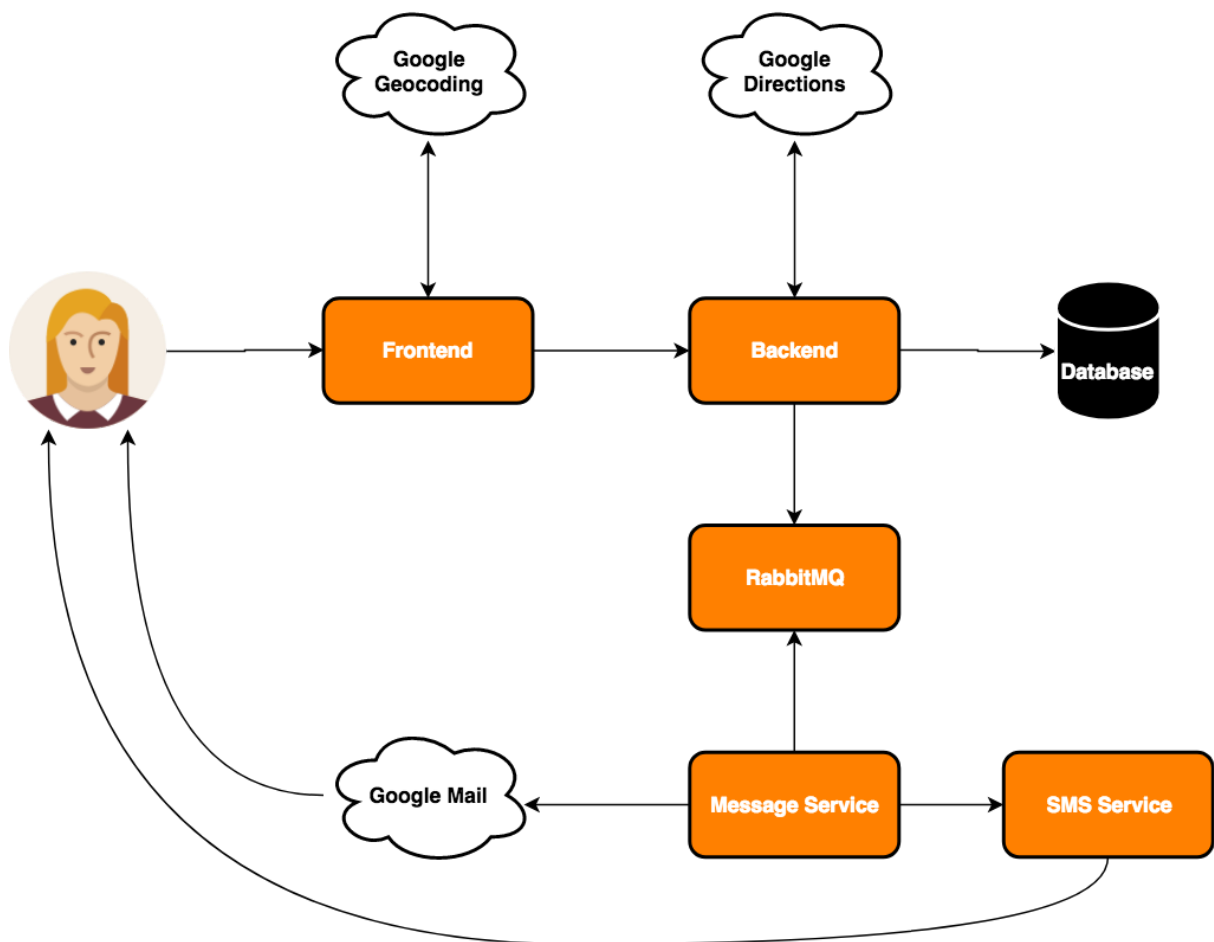 Google
Geocoding
Google
Directions
Frontend
Backend
Database
RabbitMQ
Google Mail
Message Service
SMS Service